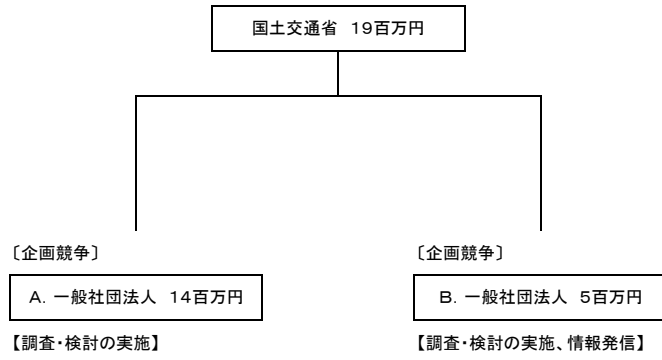 国土交通省　19百万円
〔企画競争〕
〔企画競争〕
Ａ．一般社団法人　14百万円
Ｂ．一般社団法人　5百万円
【調査・検討の実施】
【調査・検討の実施、情報発信】